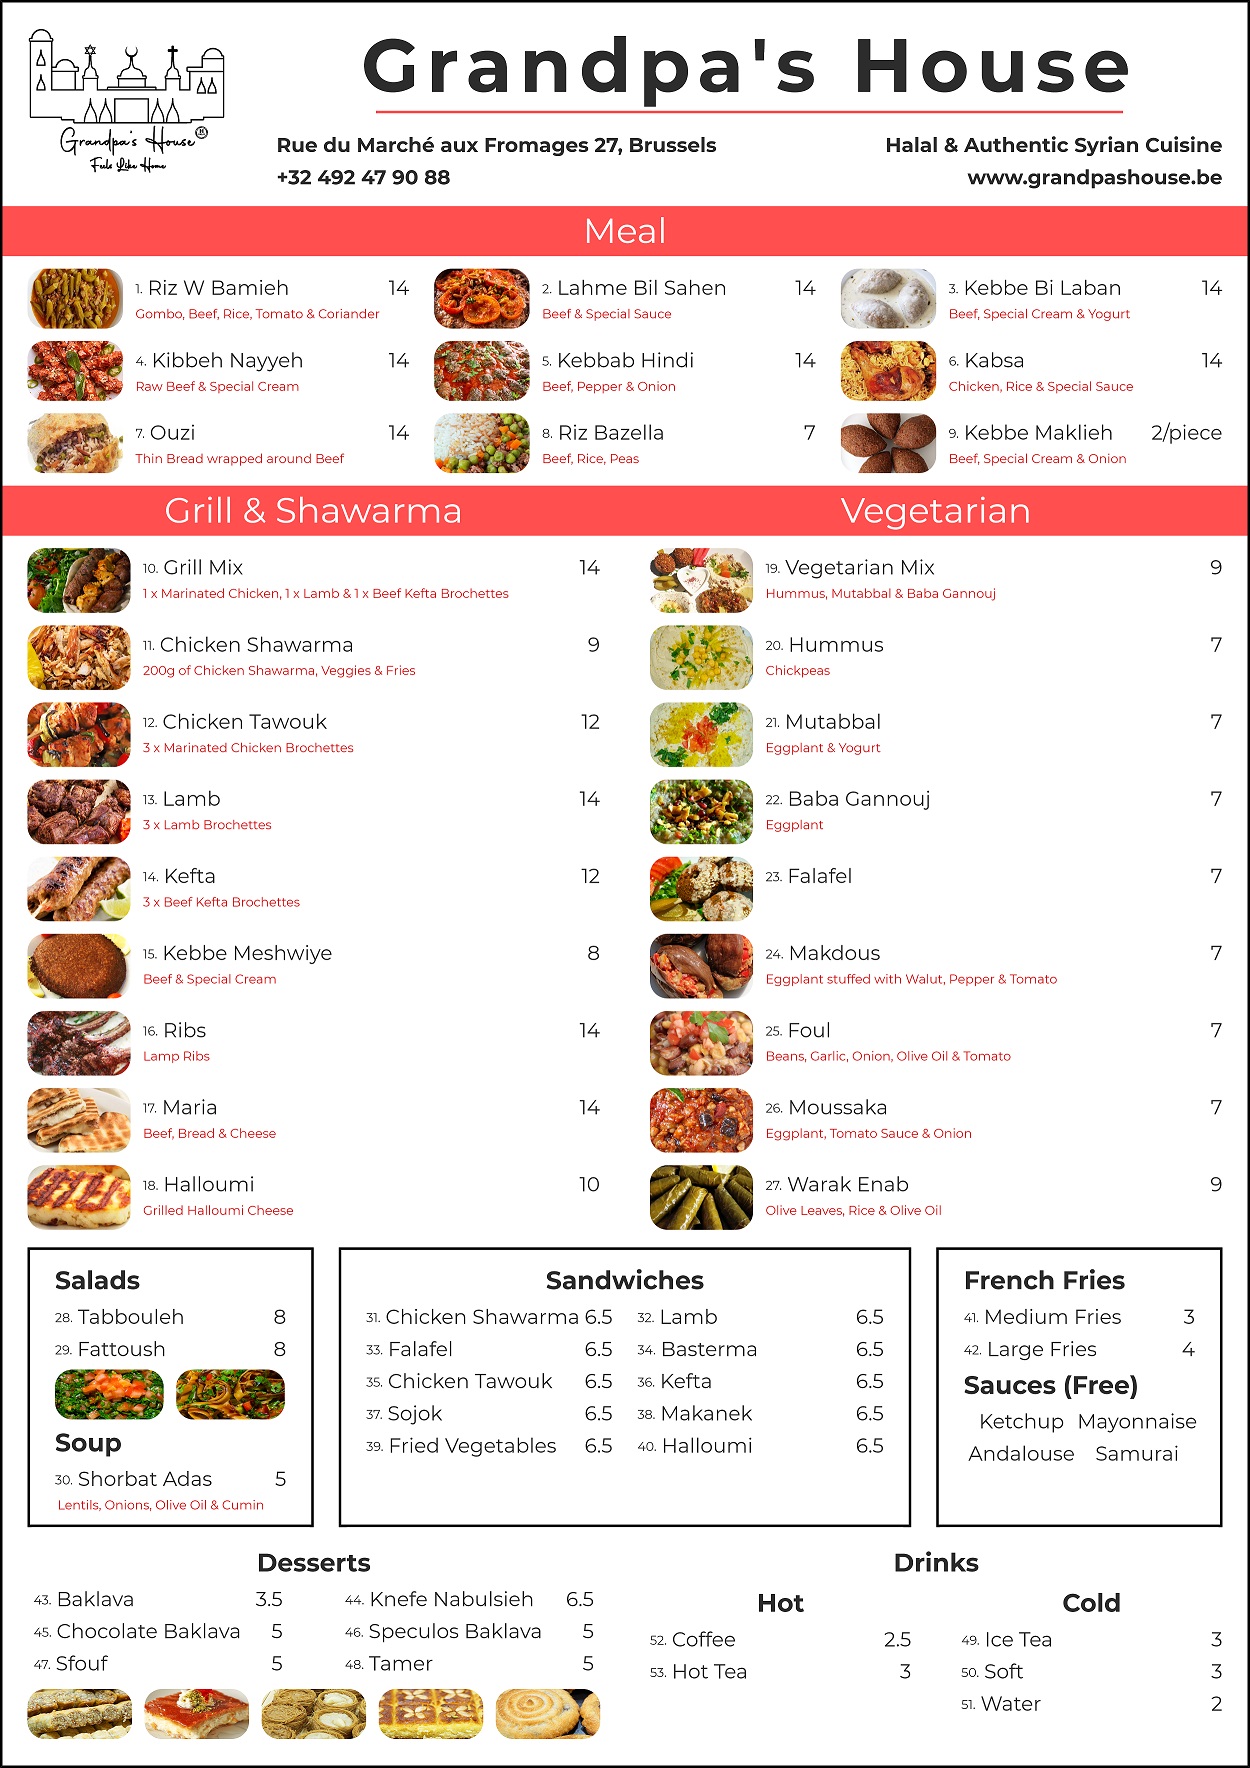 Grandpa's House
Feels Like Home
Grandpa's House
Rue du Marché aux Fromages 27, Brussels
+32 492 47 90 88
Halal & Authentic Syrian Cuisine
www.grandpashouse.be
Meal
1. Riz W Bamieh 14
Gombo, Beef, Rice, Tomato & Coriander
2. Lahme Bil Sahen 14
Beef & Special Sauce
3. Kebbe Bi Laban 14
Beef, Special Cream & Yogurt
4. Kibbeh Nayyeh 14
Raw Beef & Special Cream
5. Kebbab Hindi 14
Beef, Pepper & Onion
6. Kabsa 14
Chicken, Rice & Special Sauce
7. Ouzi 14
Thin Bread wrapped around Beef
8. Riz Bazella 7
Beef, Rice, Peas
9. Kebbe Maklieh 2/piece
Beef, Special Cream & Onion
Grill & Shawarma
10. Grill Mix 14
1 x Marinated Chicken, 1 x Lamb & 1 x Beef Kefta Brochettes
11. Chicken Shawarma 9
200g of Chicken Shawarma, Veggies & Fries
12. Chicken Tawouk 12
3 x Marinated Chicken Brochettes
13. Lamb 14
3 x Lamb Brochettes
14. Kefta 12
3 x Beef Kefta Brochettes
15. Kebbe Meshwiye 8
Beef & Special Cream
16. Ribs 14
Lamp Ribs
17. Maria 14
Beef, Bread & Cheese
18. Halloumi 10
Grilled Halloumi Cheese
Vegetarian
19. Vegetarian Mix 9
Hummus, Mutabbal & Baba Gannouj
20. Hummus 7
Chickpeas
21. Mutabbal 7
Eggplant & Yogurt
22. Baba Gannouj 7
Eggplant
23. Falafel 7
24. Makdous 7
Eggplant stuffed with Walut, Pepper & Tomato
25. Foul 7
Beans, Garlic, Onion, Olive Oil & Tomato
26. Moussaka 7
Eggplant, Tomato Sauce & Onion
27. Warak Enab 9
Olive Leaves, Rice & Olive Oil
Salads
28. Tabbouleh 8
29. Fattoush 8
Soup
30. Shorbat Adas 5
Lentils, Onions, Olive Oil & Cumin
Sandwiches
31. Chicken Shawarma 6.5 32. Lamb 6.5
33. Falafel 6.5 34. Basterma 6.5
35. Chicken Tawouk 6.5 36. Kefta 6.5
37. Sojok 6.5 38. Makanek 6.5
39. Fried Vegetables 6.5 40. Halloumi 6.5
French Fries
41. Medium Fries 3
42. Large Fries 4
Sauces (Free)
Ketchup Mayonnaise
Andalouse Samurai
Desserts
43. Baklava 3.5 44. Knefe Nabulsieh 6.5
45. Chocolate Baklava 5 46. Speculos Baklava 5
47. Sfouf 5 48. Tamer 5
Drinks
Hot
52. Coffee 2.5
53. Hot Tea 3
Cold
49. Ice Tea 3
50. Soft 3
51. Water 2